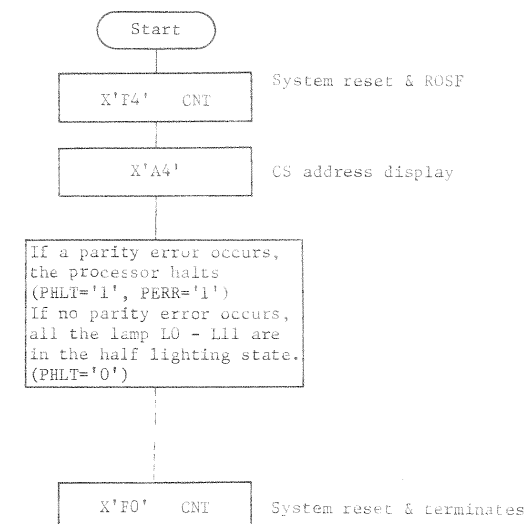 Start
X'F4' CNT
System reset & ROSF
X'A4'
CS address display
If a parity error occurs,
the processor halts
(PHLT='1', PERR='1')
If no parity error occurs,
all the lamp L0 - L11 are
in the half lighting state.
(PHLT='0')
X'F0' CNT
System reset & terminates